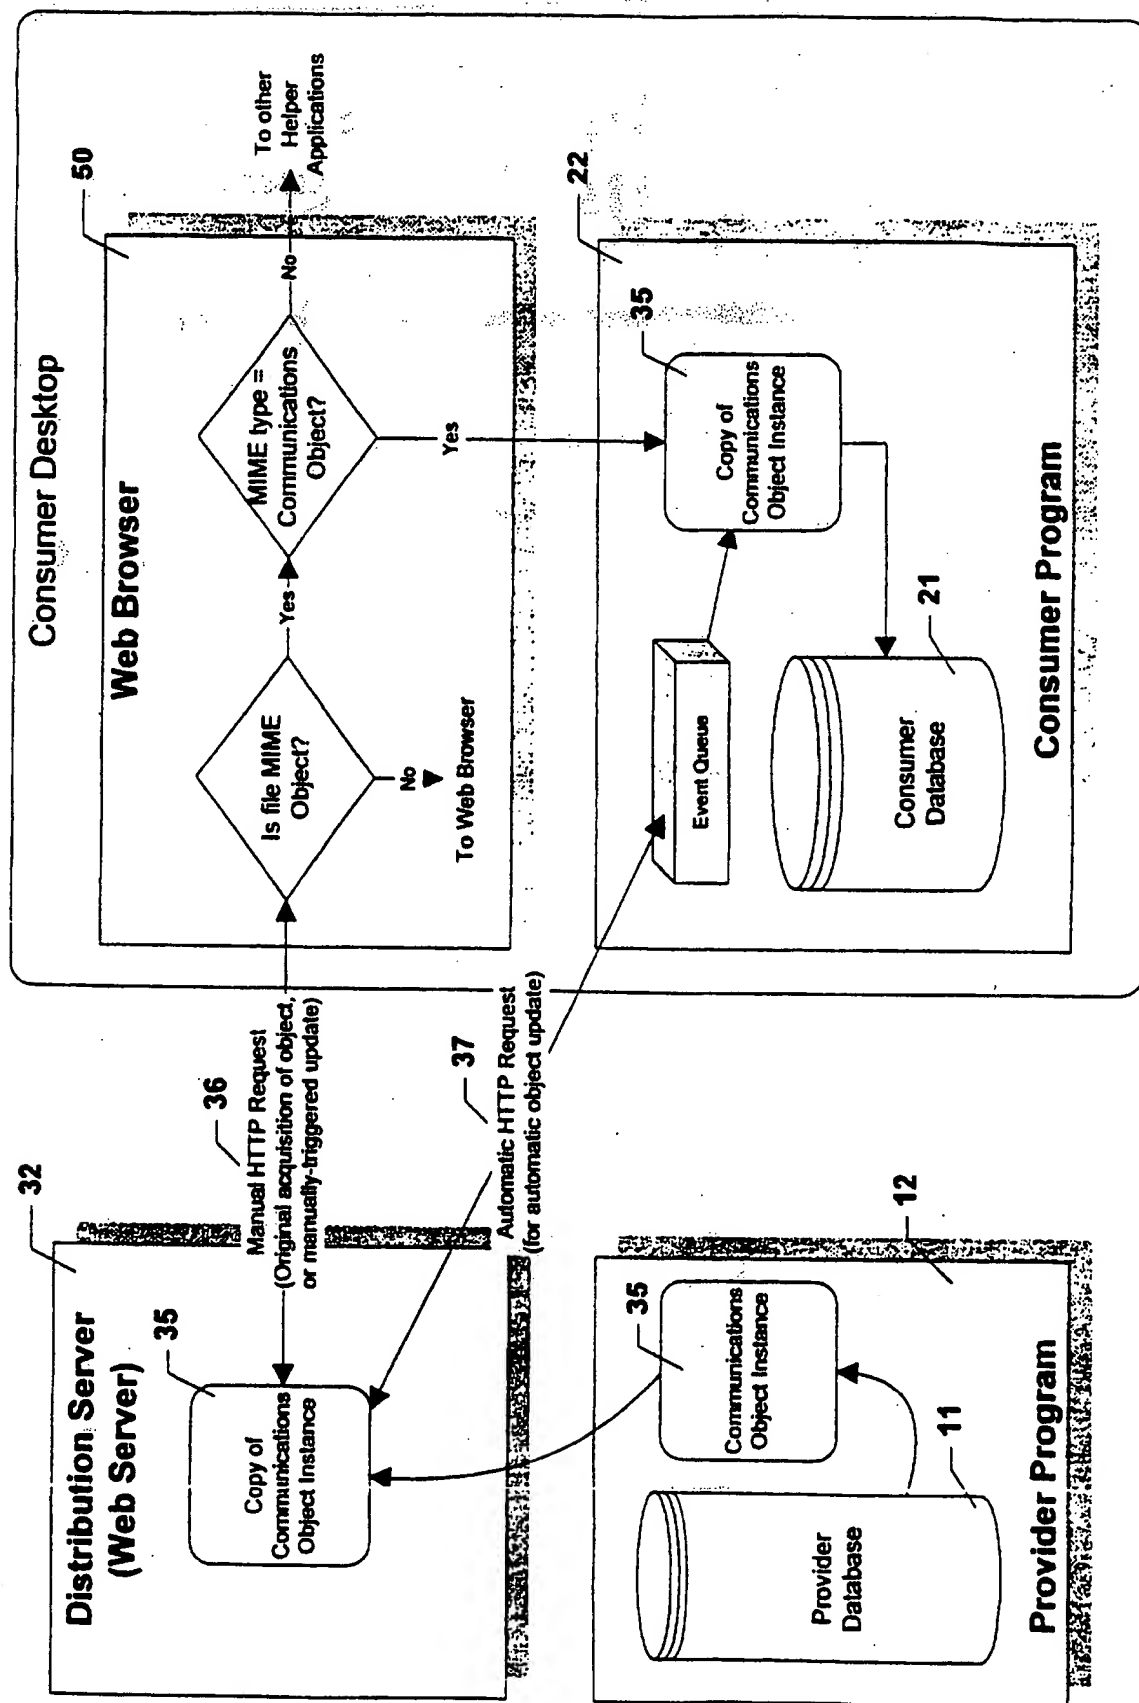 Consumer Desktop
Distribution Server
(Web Server)
32
35
Copy of
Communications
Object Instance
36
Manual HTTP Request
(Original acquisition of object,
or manually-triggered update)
37
Automatic HTTP Request
(for automatic object update)
Web Browser
50
Is file MIME
Object?
No
To Web Browser
Yes
MIME type =
Communications
Object?
No
To other
Helper
Applications
Yes
Provider Program
12
35
Communications
Object Instance
11
Provider
Database
Consumer Program
22
35
Copy of
Communications
Object Instance
Event Queue
21
Consumer
Database